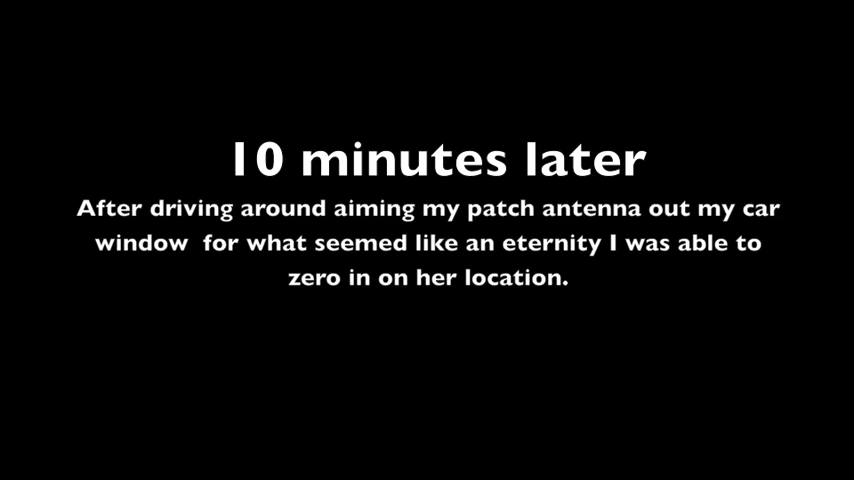 10 minutes later
After driving around aiming my patch antenna out my car
window  for what seemed like an eternity I was able to
zero in on her location.